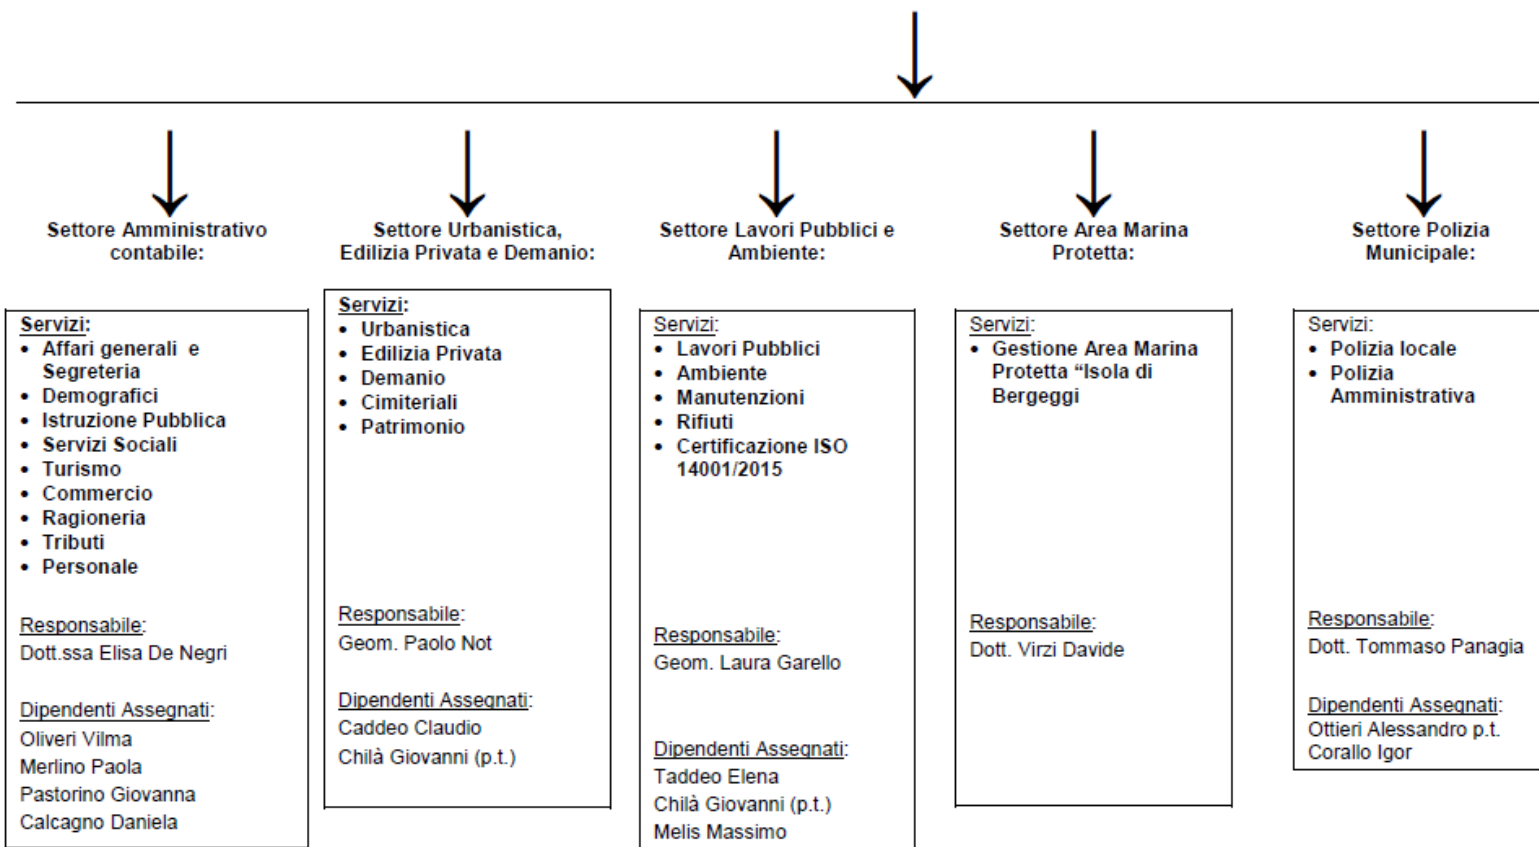 Settore Amministrativo
contabile:
Servizi:
• Affari generali e
Segreteria
• Demografici
• Istruzione Pubblica
• Servizi Sociali
• Turismo
• Commercio
• Ragioneria
• Tributi
• Personale
Responsabile:
Dott.ssa Elisa De Negri
Dipendenti Assegnati:
Oliveri Vilma
Merlino Paola
Pastorino Giovanna
Calcagno Daniela
Settore Urbanistica,
Edilizia Privata e Demanio:
Servizi:
• Urbanistica
• Edilizia Privata
• Demanio
• Cimiteriali
• Patrimonio
Responsabile:
Geom. Paolo Not
Dipendenti Assegnati:
Caddeo Claudio
Chilà Giovanni (p.t.)
Settore Lavori Pubblici e
Ambiente:
Servizi:
• Lavori Pubblici
• Ambiente
• Manutenzioni
• Rifiuti
• Certificazione ISO
14001/2015
Responsabile:
Geom. Laura Garello
Dipendenti Assegnati:
Taddeo Elena
Chilà Giovanni (p.t.)
Melis Massimo
Settore Area Marina
Protetta:
Servizi:
• Gestione Area Marina
Protetta “Isola di
Bergeggi
Responsabile:
Dott. Virzi Davide
Settore Polizia
Municipale:
Servizi:
• Polizia locale
• Polizia
Amministrativa
Responsabile:
Dott. Tommaso Panagia
Dipendenti Assegnati:
Ottieri Alessandro p.t.
Corallo Igor